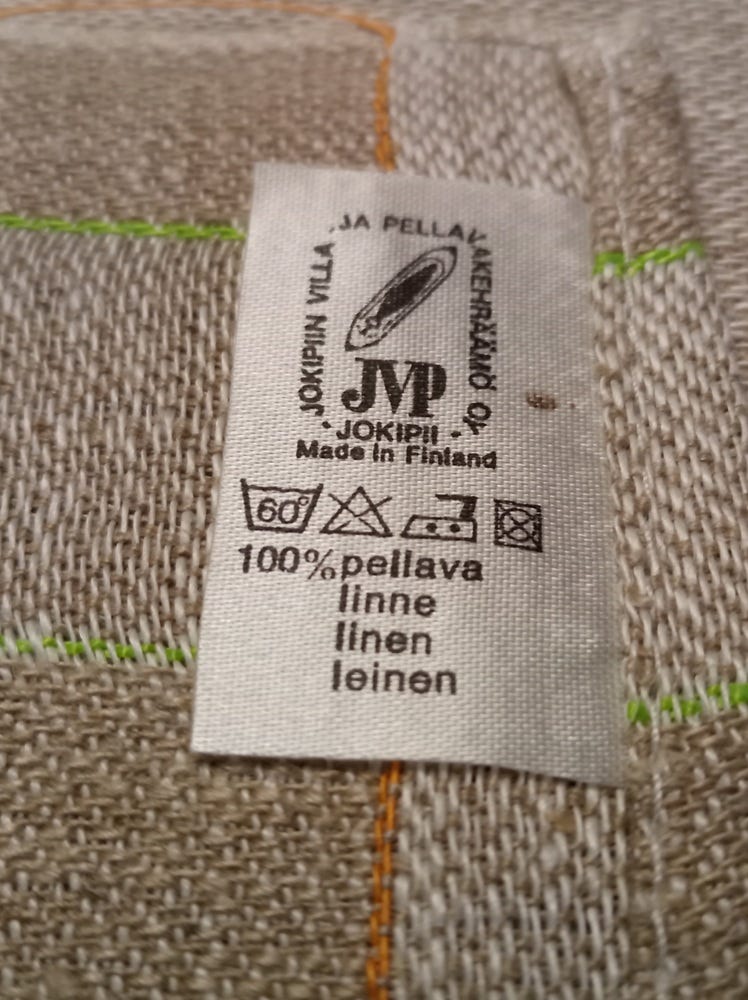 JOKIPIIN VILLA JA PELLAVAKEHRÄÄMÖ OY
JVP
JOKIPII
Made in Finland
60°
100% pellava
linne
linen
leinen